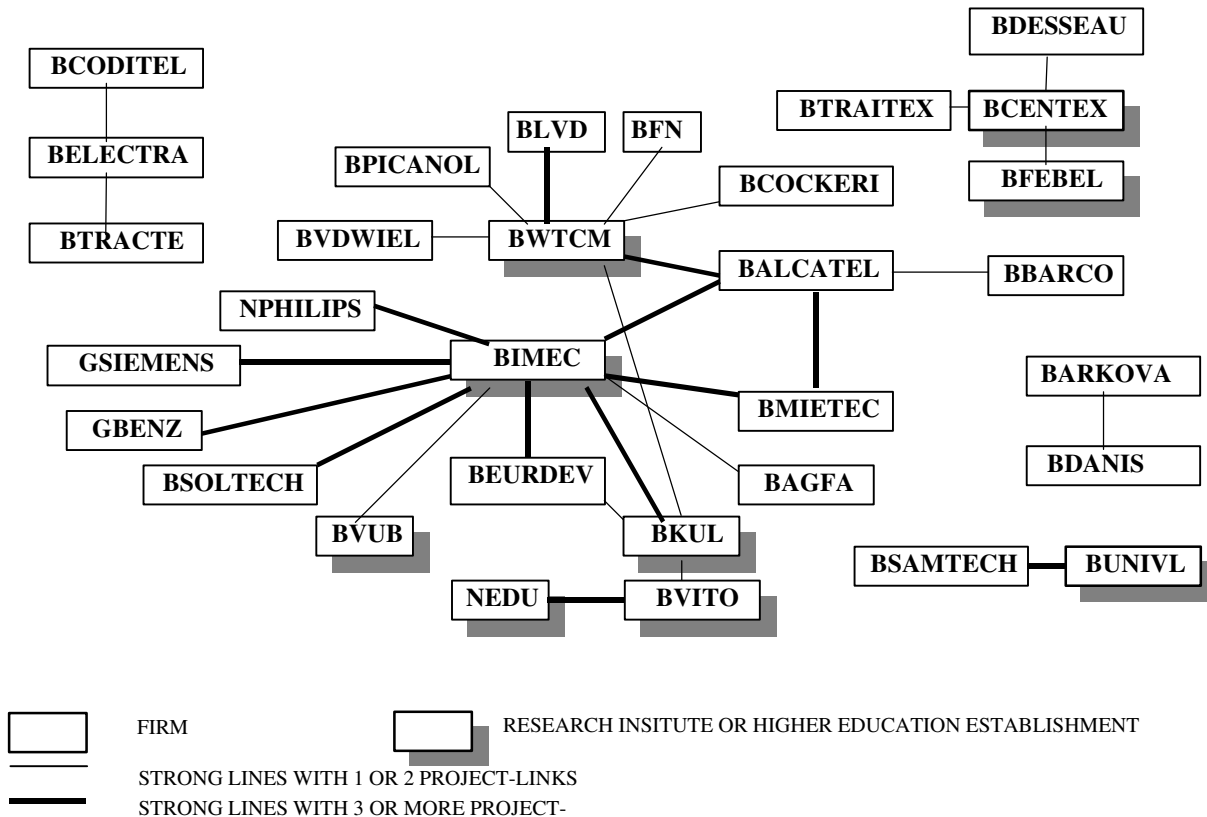 BDESSEAU
BCODITEL
BTRAITEX
BCENTEX
BLVD
BFN
BELECTRA
BPICANOL
BCOCKERI
BFEBEL
BTRACTE
BVDWIEL
BWTCM
BALCATEL
BBARCO
NPHILIPS
GSIEMENS
BIMEC
BARKOVA
GBENZ
BMIETEC
BSOLTECH
BEURDEV
BAGFA
BDANIS
BVUB
BKUL
BSAMTECH
BUNIVL
NEDU
BVITO
FIRM
RESEARCH INSITUTE OR HIGHER EDUCATION ESTABLISHMENT
STRONG LINES WITH 1 OR 2 PROJECT-LINKS
STRONG LINES WITH 3 OR MORE PROJECT-